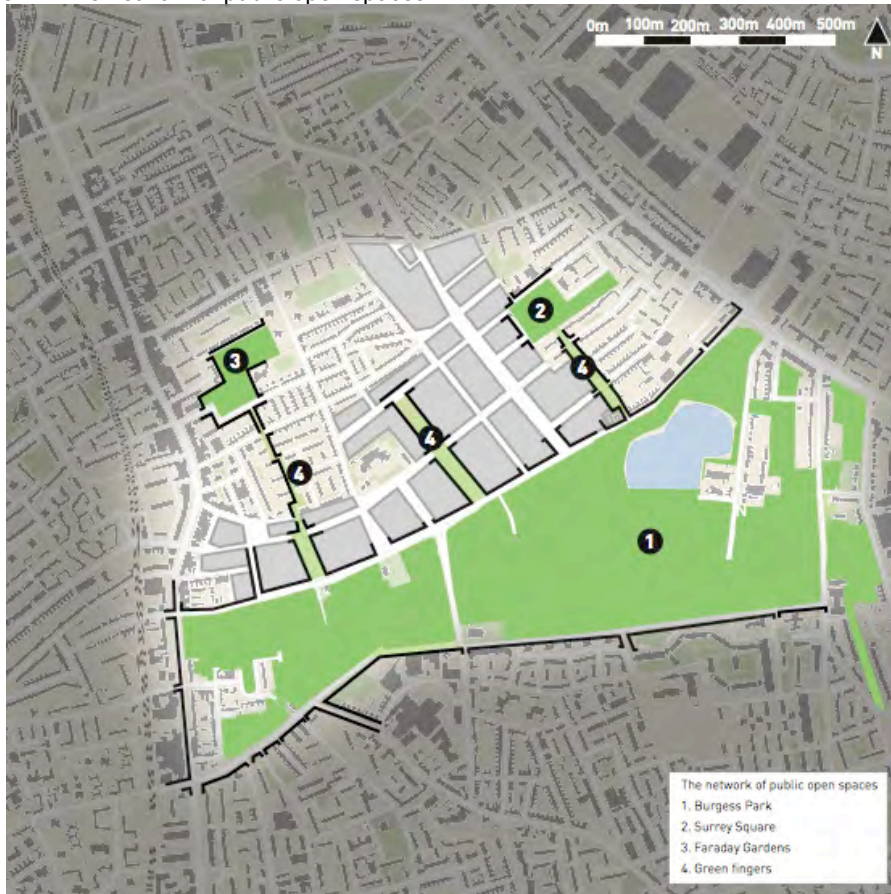 0m 100m 200m 300m 400m 500m
N
2
3
4
4
4
1
The network of public open spaces
1. Burgess Park
2. Surrey Square
3. Faraday Gardens
4. Green fingers